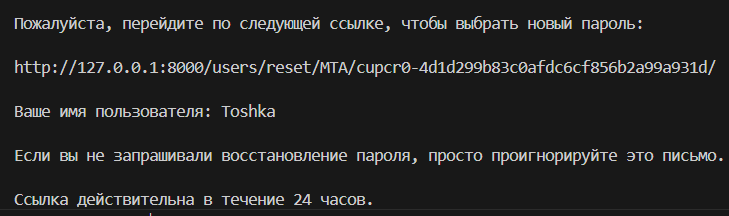 Пожалуйста, перейдите по следующей ссылке, чтобы выбрать новый пароль:
http://127.0.0.1:8000/users/reset/MTA/cupcr0-4d1d299b83c0afdc6cf856b2a99a931d/
Ваше имя пользователя: Toshka
Если вы не запрашивали восстановление пароля, просто проигнорируйте это письмо.
Ссылка действительна в течение 24 часов.